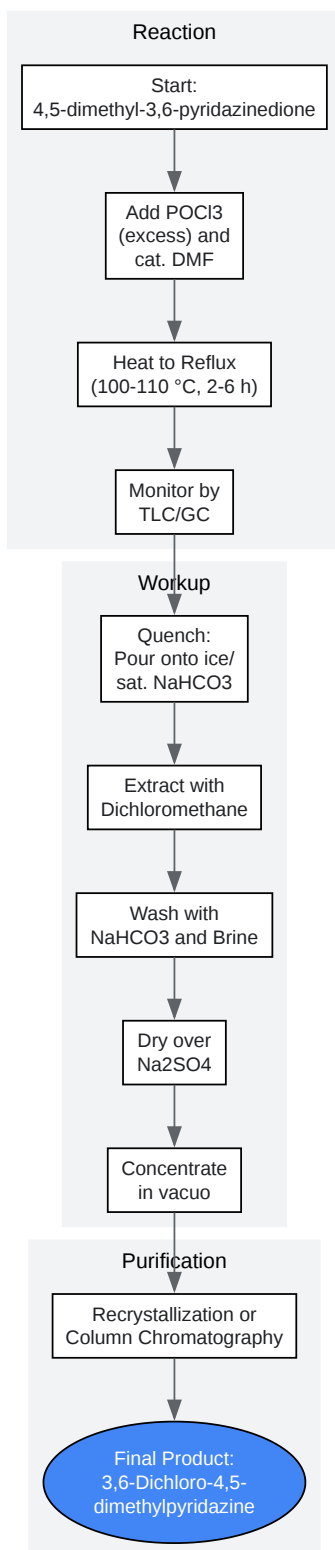 Reaction
Start:
4,5-dimethyl-3,6-pyridazinedione
Add POCl3
(excess) and
cat. DMF
Heat to Reflux
(100-110 °C, 2-6 h)
Monitor by
TLC/GC
Workup
Quench:
Pour onto ice/
sat. NaHCO3
Extract with
Dichloromethane
Wash with
NaHCO3 and Brine
Dry over
Na2SO4
Concentrate
in vacuo
Purification
Recrystallization or
Column Chromatography
Final Product:
3,6-Dichloro-4,5-
dimethylpyridazine